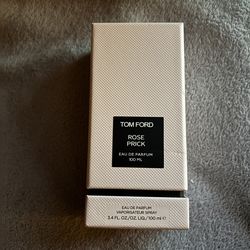 TOM FORD
ROSE
PRICK
EAU DE PARFUM
100 ML
EAU DE PARFUM
VAPORISATEUR SPRAY
3.4 FL. OZ./OZ. LIQ./100 ml ℮